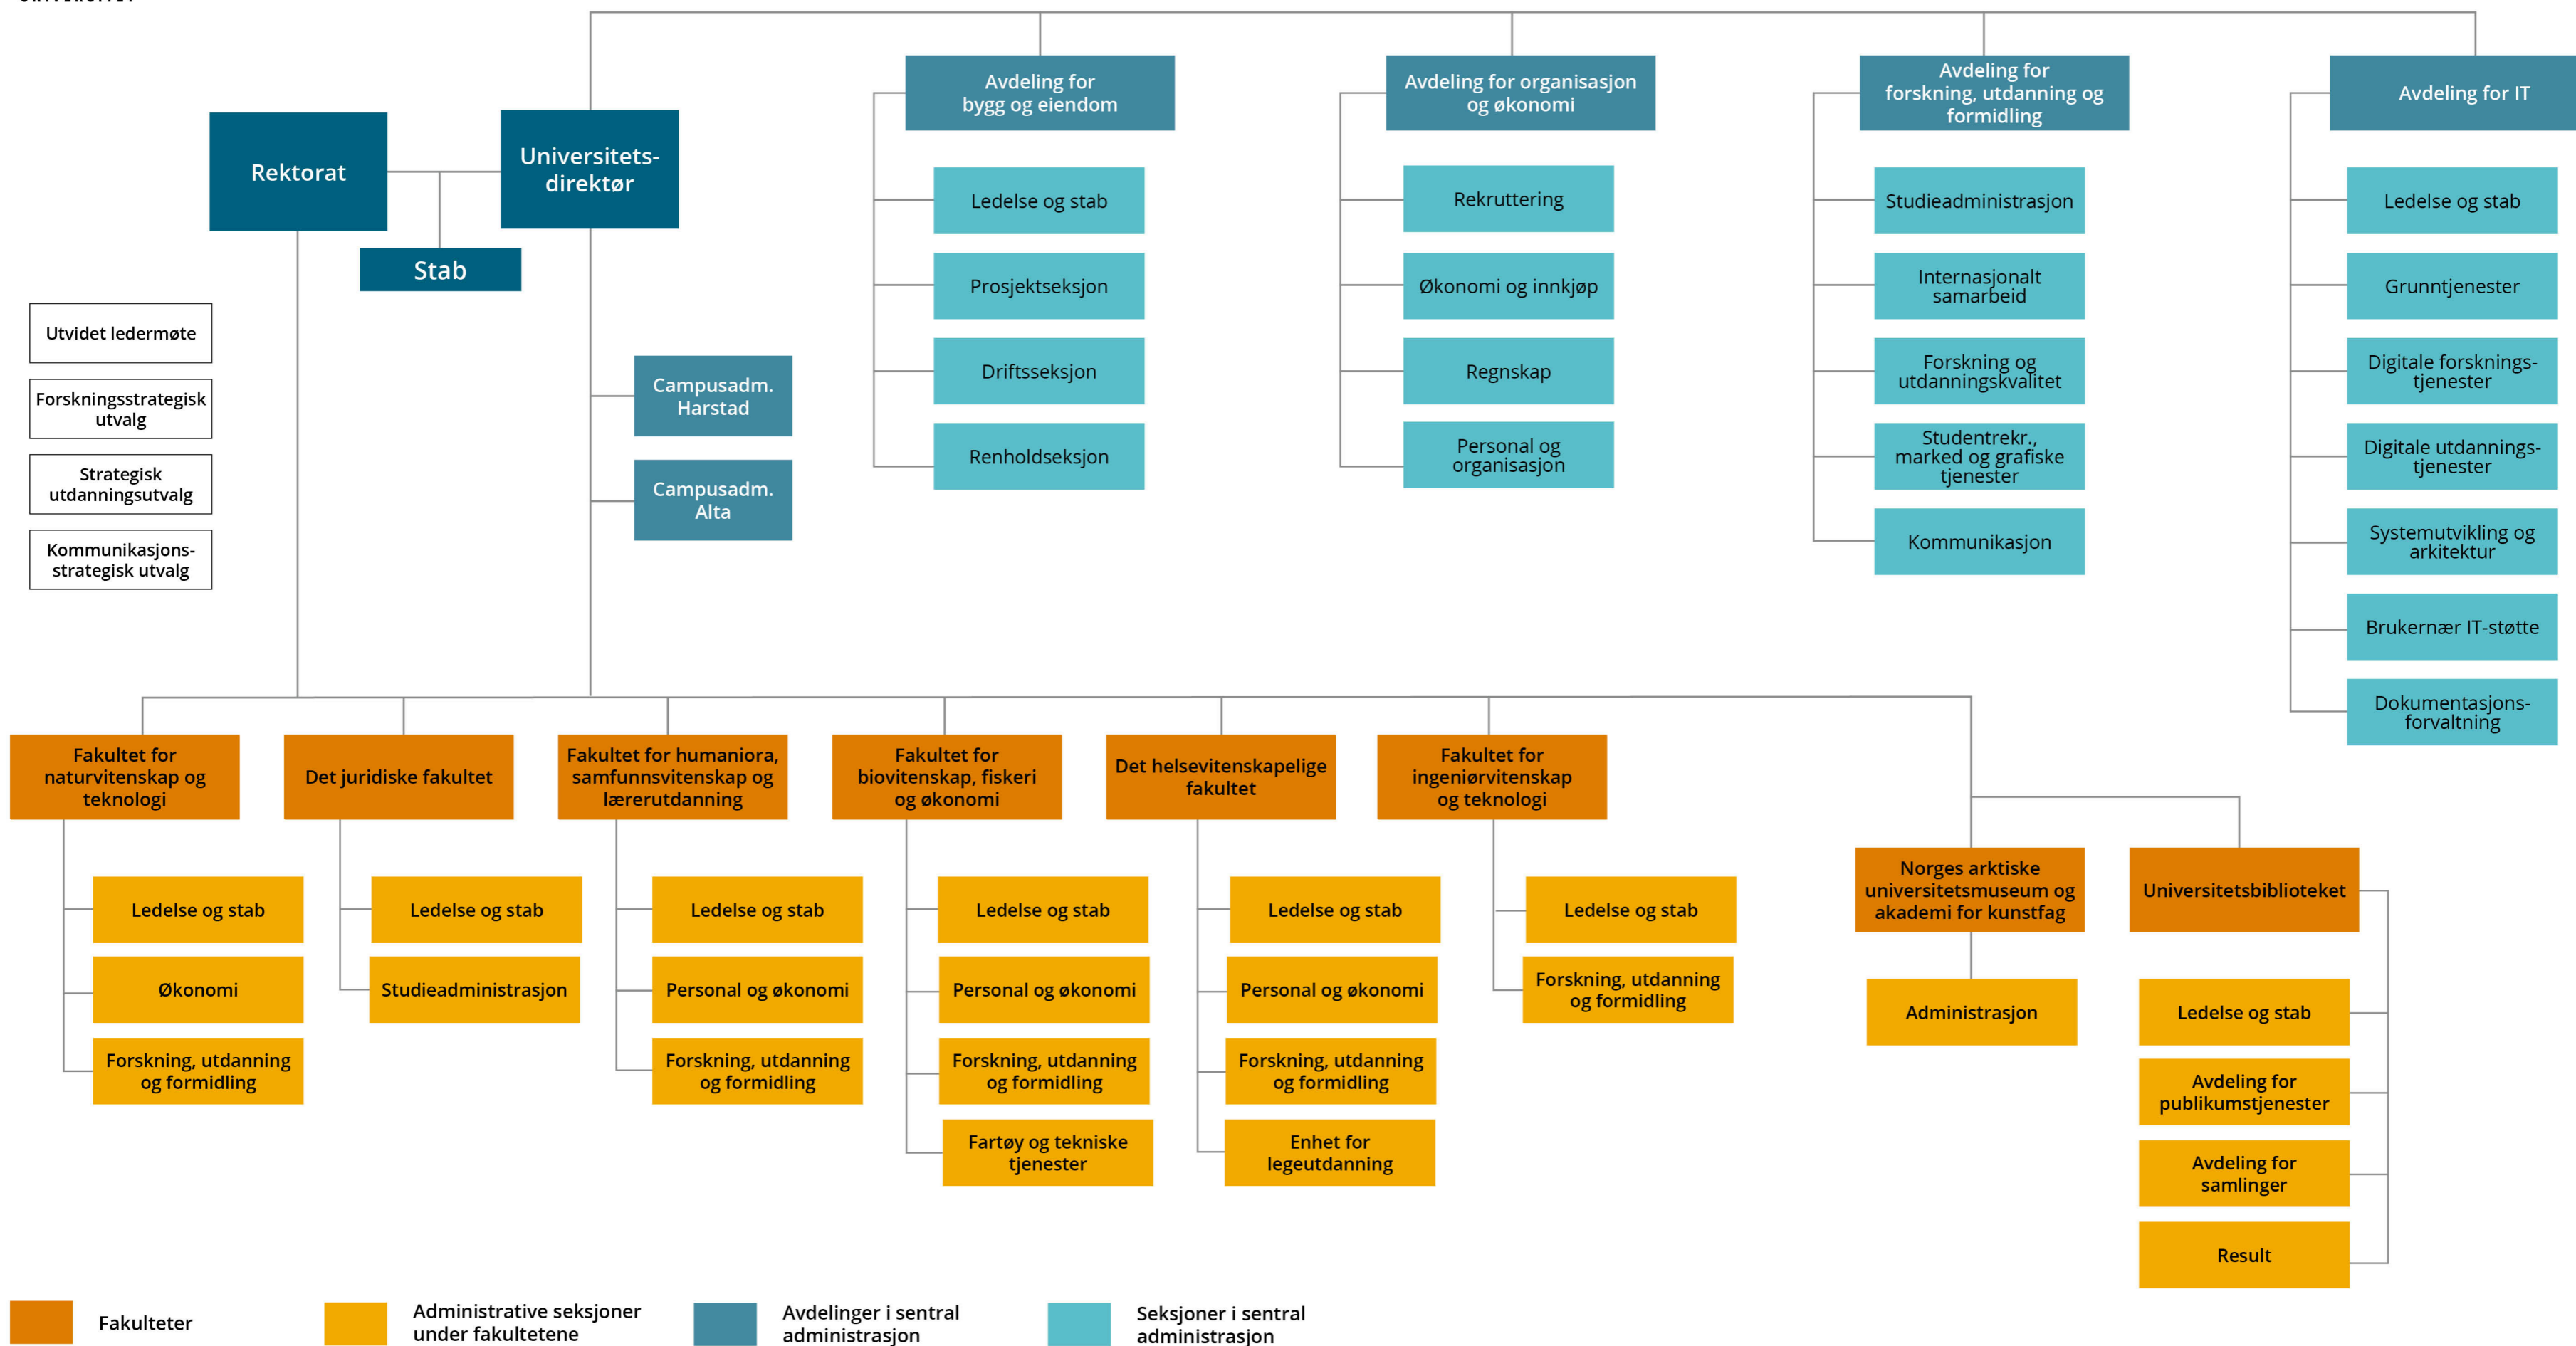 Avdeling for
bygg og eiendom
Avdeling for organisasjon
og økonomi
Avdeling for
forskning, utdanning og
formidling
Avdeling for IT
Rektorat
Universitets-
direktør
Stab
Utvidet ledermøte
Forskningsstrategisk
utvalg
Strategisk
utdanningsutvalg
Kommunikasjons-
strategisk utvalg
Campusadm.
Harstad
Campusadm.
Alta
Ledelse og stab
Prosjektseksjon
Driftsseksjon
Renholdseksjon
Rekruttering
Økonomi og innkjøp
Regnskap
Personal og
organisasjon
Studieadministrasjon
Internasjonalt
samarbeid
Forskning og
utdanningskvalitet
Studentrekr.,
marked og grafiske
tjenester
Kommunikasjon
Ledelse og stab
Grunntjenester
Digitale forsknings-
tjenester
Digitale utdannings-
tjenester
Systemutvikling og
arkitektur
Brukernær IT-støtte
Dokumentasjons-
forvaltning
Fakultet for
naturvitenskap og
teknologi
Ledelse og stab
Økonomi
Forskning, utdanning
og formidling
Det juridiske fakultet
Ledelse og stab
Studieadministrasjon
Fakultet for humaniora,
samfunnsvitenskap og
lærerutdanning
Ledelse og stab
Personal og økonomi
Forskning, utdanning
og formidling
Fakultet for
biovitenskap, fiskeri
og økonomi
Ledelse og stab
Personal og økonomi
Forskning, utdanning
og formidling
Fartøy og tekniske
tjenester
Det helsevitenskapelige
fakultet
Ledelse og stab
Personal og økonomi
Forskning, utdanning
og formidling
Enhet for
legeutdanning
Fakultet for
ingeniørvitenskap
og teknologi
Ledelse og stab
Forskning, utdanning
og formidling
Norges arktiske
universitetsmuseum og
akademi for kunstfag
Administrasjon
Universitetsbiblioteket
Ledelse og stab
Avdeling for
publikumstjenester
Avdeling for
samlinger
Result
Fakulteter
Administrative seksjoner
under fakultetene
Avdelinger i sentral
administrasjon
Seksjoner i sentral
administrasjon